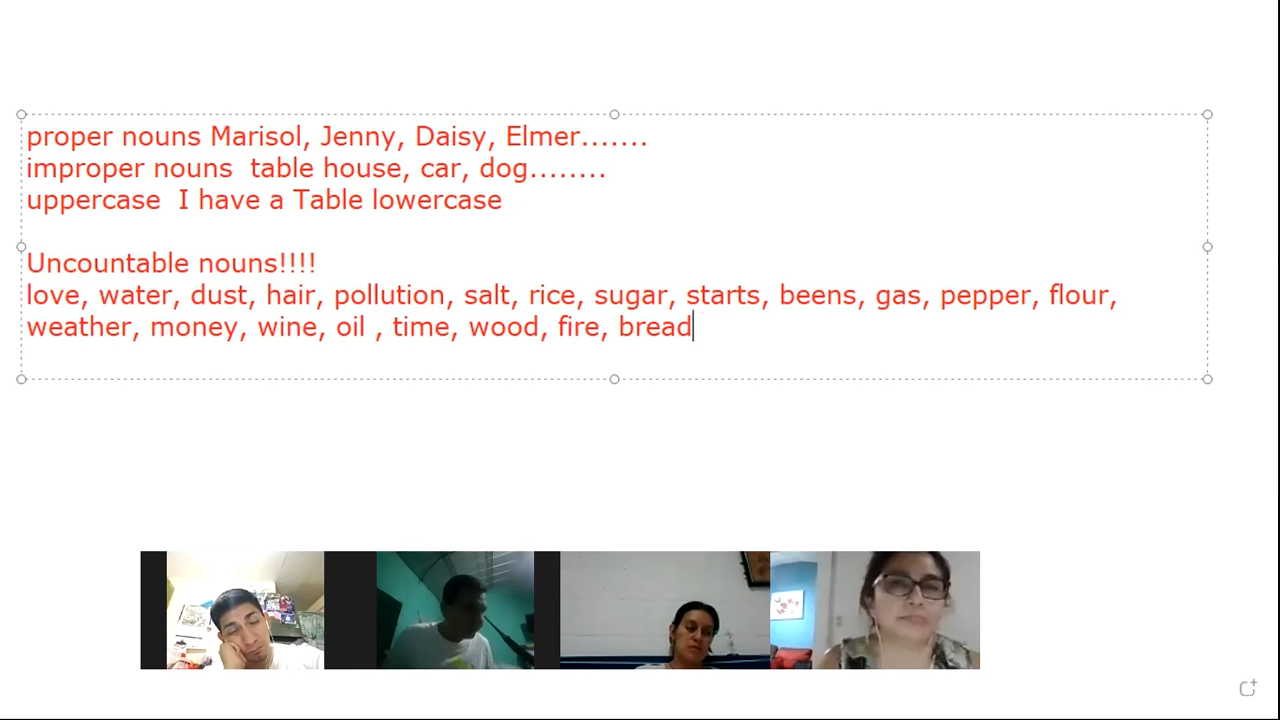 proper nouns Marisol, Jenny, Daisy, Elmer.......
improper nouns  table house, car, dog........
uppercase  I have a Table lowercase
Uncountable nouns!!!!
love, water, dust, hair, pollution, salt, rice, sugar, starts, beens, gas, pepper, flour,
weather, money, wine, oil , time, wood, fire, bread